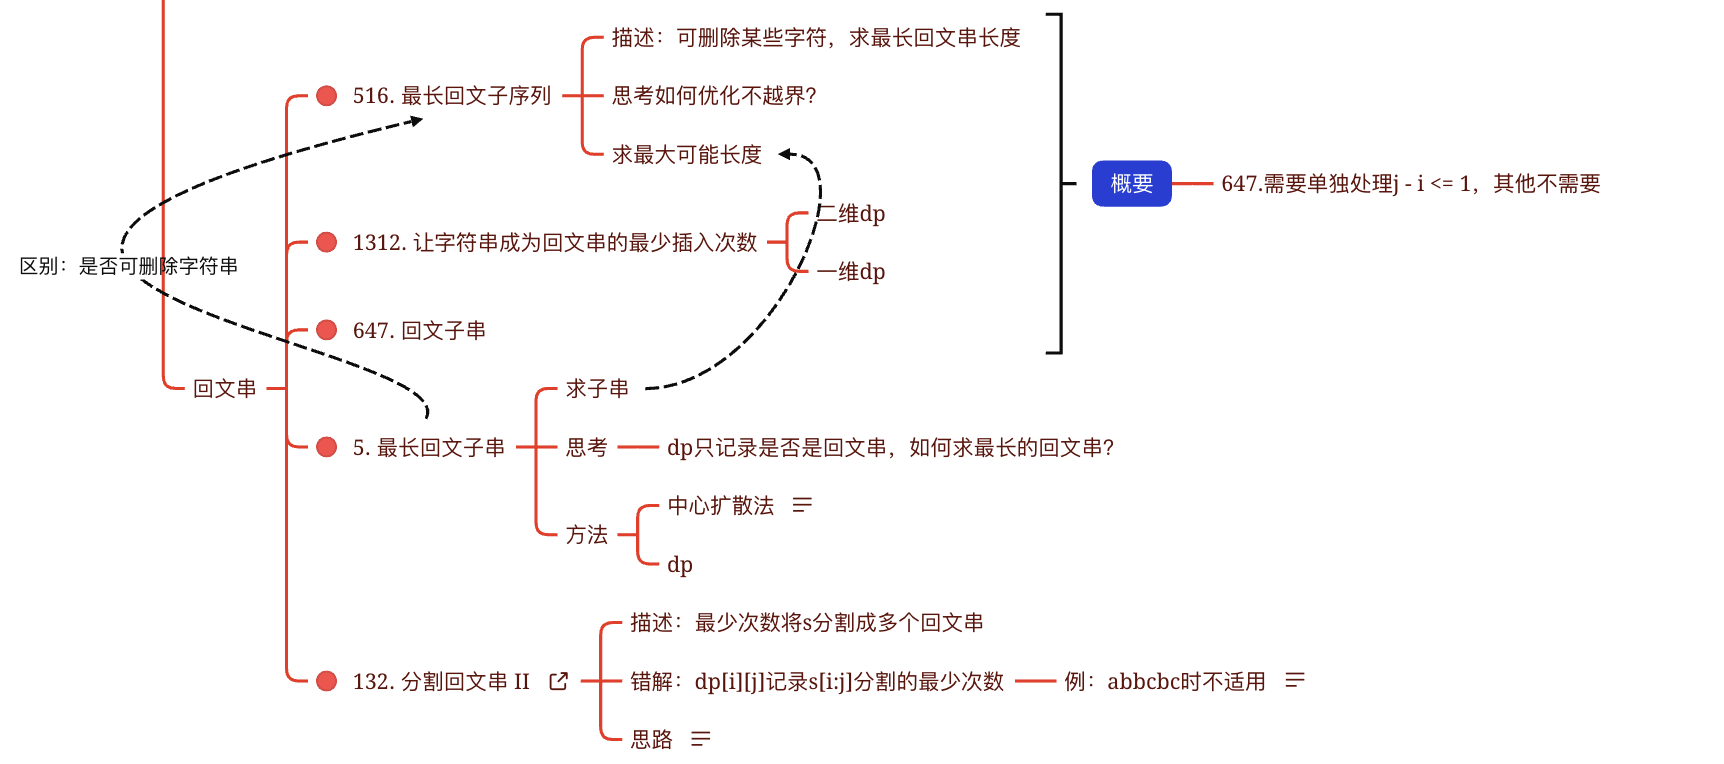 描述：可删除某些字符，求最长回文串长度
516. 最长回文子序列
思考如何优化不越界？
求最大可能长度
概要
647.需要单独处理j - i <= 1，其他不需要
二维dp
1312. 让字符串成为回文串的最少插入次数
一维dp
区别：是否可删除字符串
647. 回文子串
回文串
求子串
5. 最长回文子串
思考
dp只记录是否是回文串，如何求最长的回文串？
中心扩散法
方法
dp
描述：最少次数将s分割成多个回文串
132. 分割回文串 II
错解：dp[i][j]记录s[i:j]分割的最少次数
例：abbcbc时不适用
思路